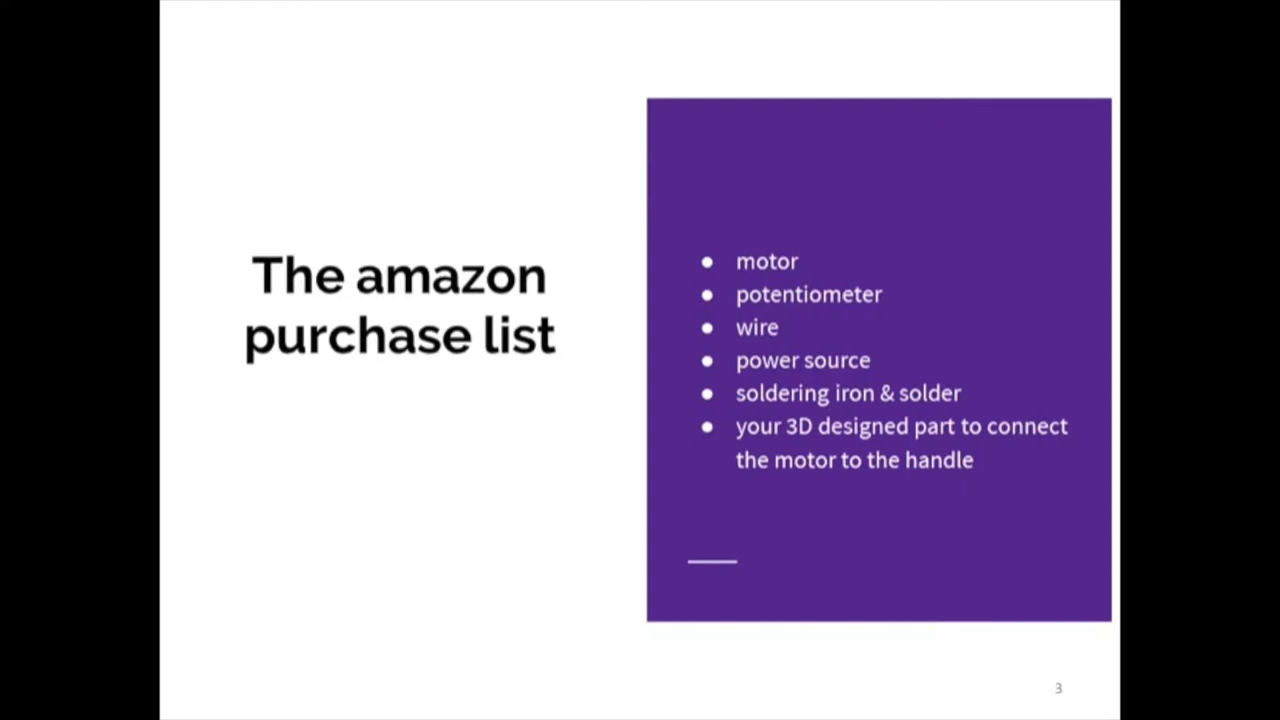 The amazon
purchase list
● motor
● potentiometer
● wire
● power source
● soldering iron & solder
● your 3D designed part to connect
the motor to the handle
3